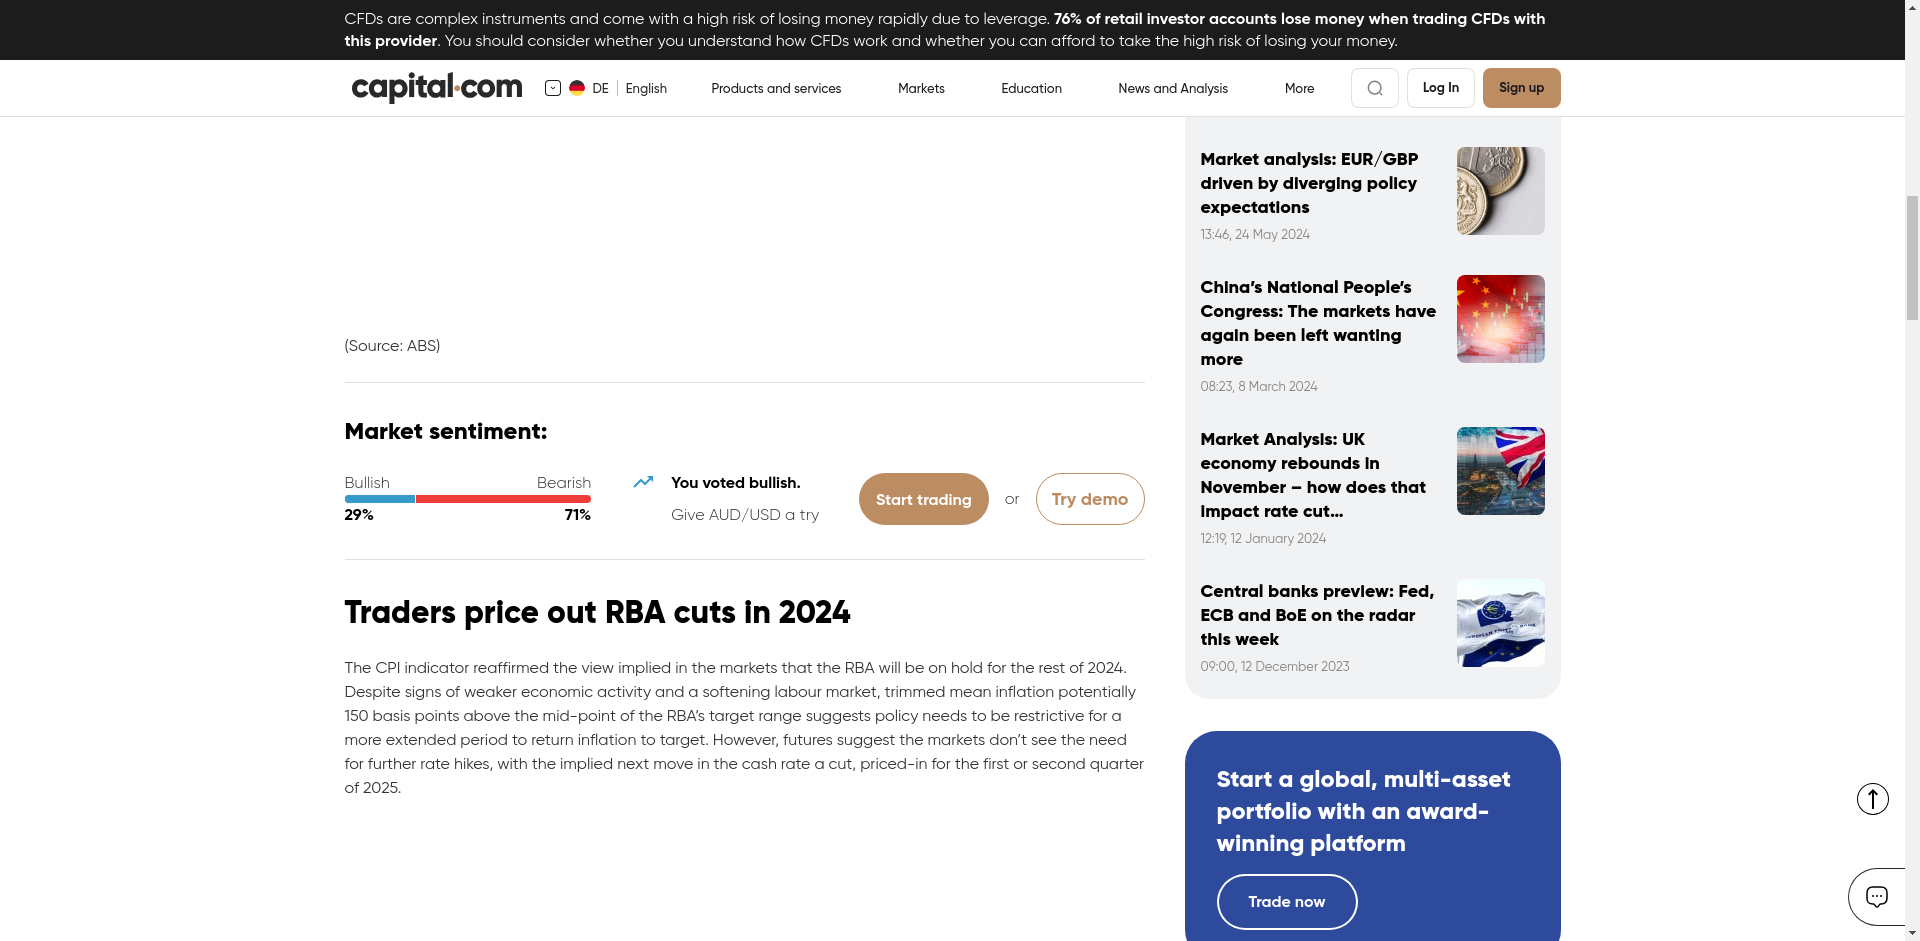 CFDs are complex instruments and come with a high risk of losing money rapidly due to leverage. 76% of retail investor accounts lose money when trading CFDs with
this provider. You should consider whether you understand how CFDs work and whether you can afford to take the high risk of losing your money.
capital.com
DE
English
Products and services
Markets
Education
News and Analysis
More
Log In
Sign up
(Source: ABS)
Market sentiment:
Bullish
Bearish
29%
71%
You voted bullish.
Give AUD/USD a try
Start trading
or
Try demo
Traders price out RBA cuts in 2024
The CPI indicator reaffirmed the view implied in the markets that the RBA will be on hold for the rest of 2024.
Despite signs of weaker economic activity and a softening labour market, trimmed mean inflation potentially
150 basis points above the mid-point of the RBA’s target range suggests policy needs to be restrictive for a
more extended period to return inflation to target. However, futures suggest the markets don’t see the need
for further rate hikes, with the implied next move in the cash rate a cut, priced-in for the first or second quarter
of 2025.
Market analysis: EUR/GBP
driven by diverging policy
expectations
13:46, 24 May 2024
China’s National People’s
Congress: The markets have
again been left wanting
more
08:23, 8 March 2024
Market Analysis: UK
economy rebounds in
November – how does that
impact rate cut…
12:19, 12 January 2024
Central banks preview: Fed,
ECB and BoE on the radar
this week
09:00, 12 December 2023
Start a global, multi-asset
portfolio with an award-
winning platform
Trade now